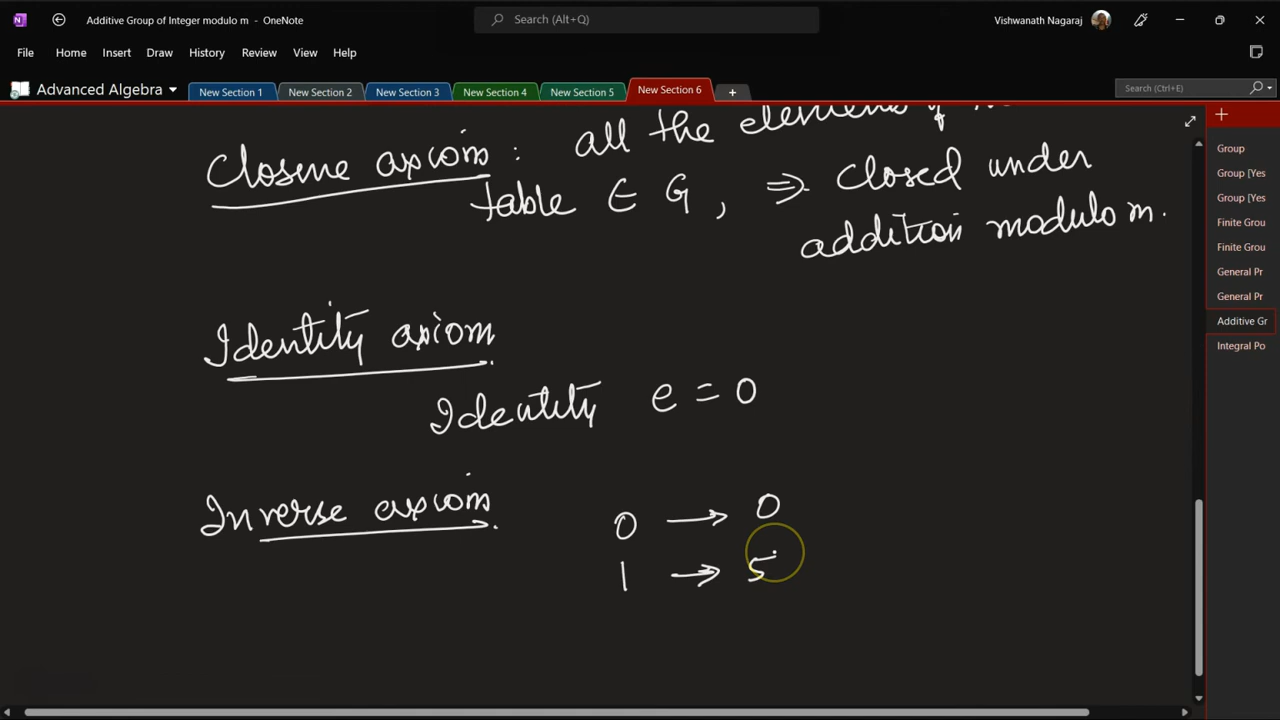 Additive Group of Integer modulo m - OneNote
Search (Alt+Q)
Vishwanath Nagaraj
File Home Insert Draw History Review View Help
Advanced Algebra
New Section 1 New Section 2 New Section 3 New Section 4 New Section 5 New Section 6
Search (Ctrl+E)
Closure axiom : all the elements of
table ∈ G, ⇒ closed under
addition modulo m.
Identity axiom
Identity e = 0
Inverse axiom
0 → 0
1 → 5
Group
Group [Yes
Group [Yes
Finite Grou
Finite Grou
General Pr
General Pr
Additive Gr
Integral Po